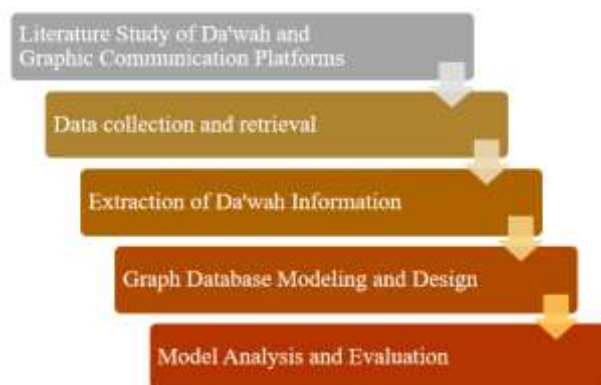 Literature Study of Da'wah and
Graphic Communication Platforms
Data collection and retrieval
Extraction of Da'wah Information
Graph Database Modeling and Design
Model Analysis and Evaluation